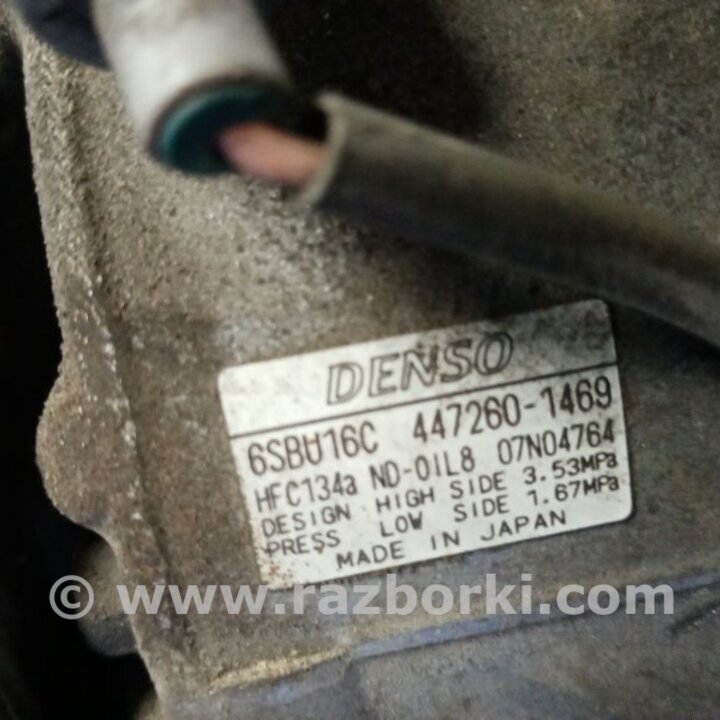 DENSO
6SBU16C 447260-1469
HFC134a ND-OIL8 07N04764
DESIGN HIGH SIDE 3.53MPa
PRESS LOW SIDE 1.67MPa
MADE IN JAPAN
© www.razborki.com